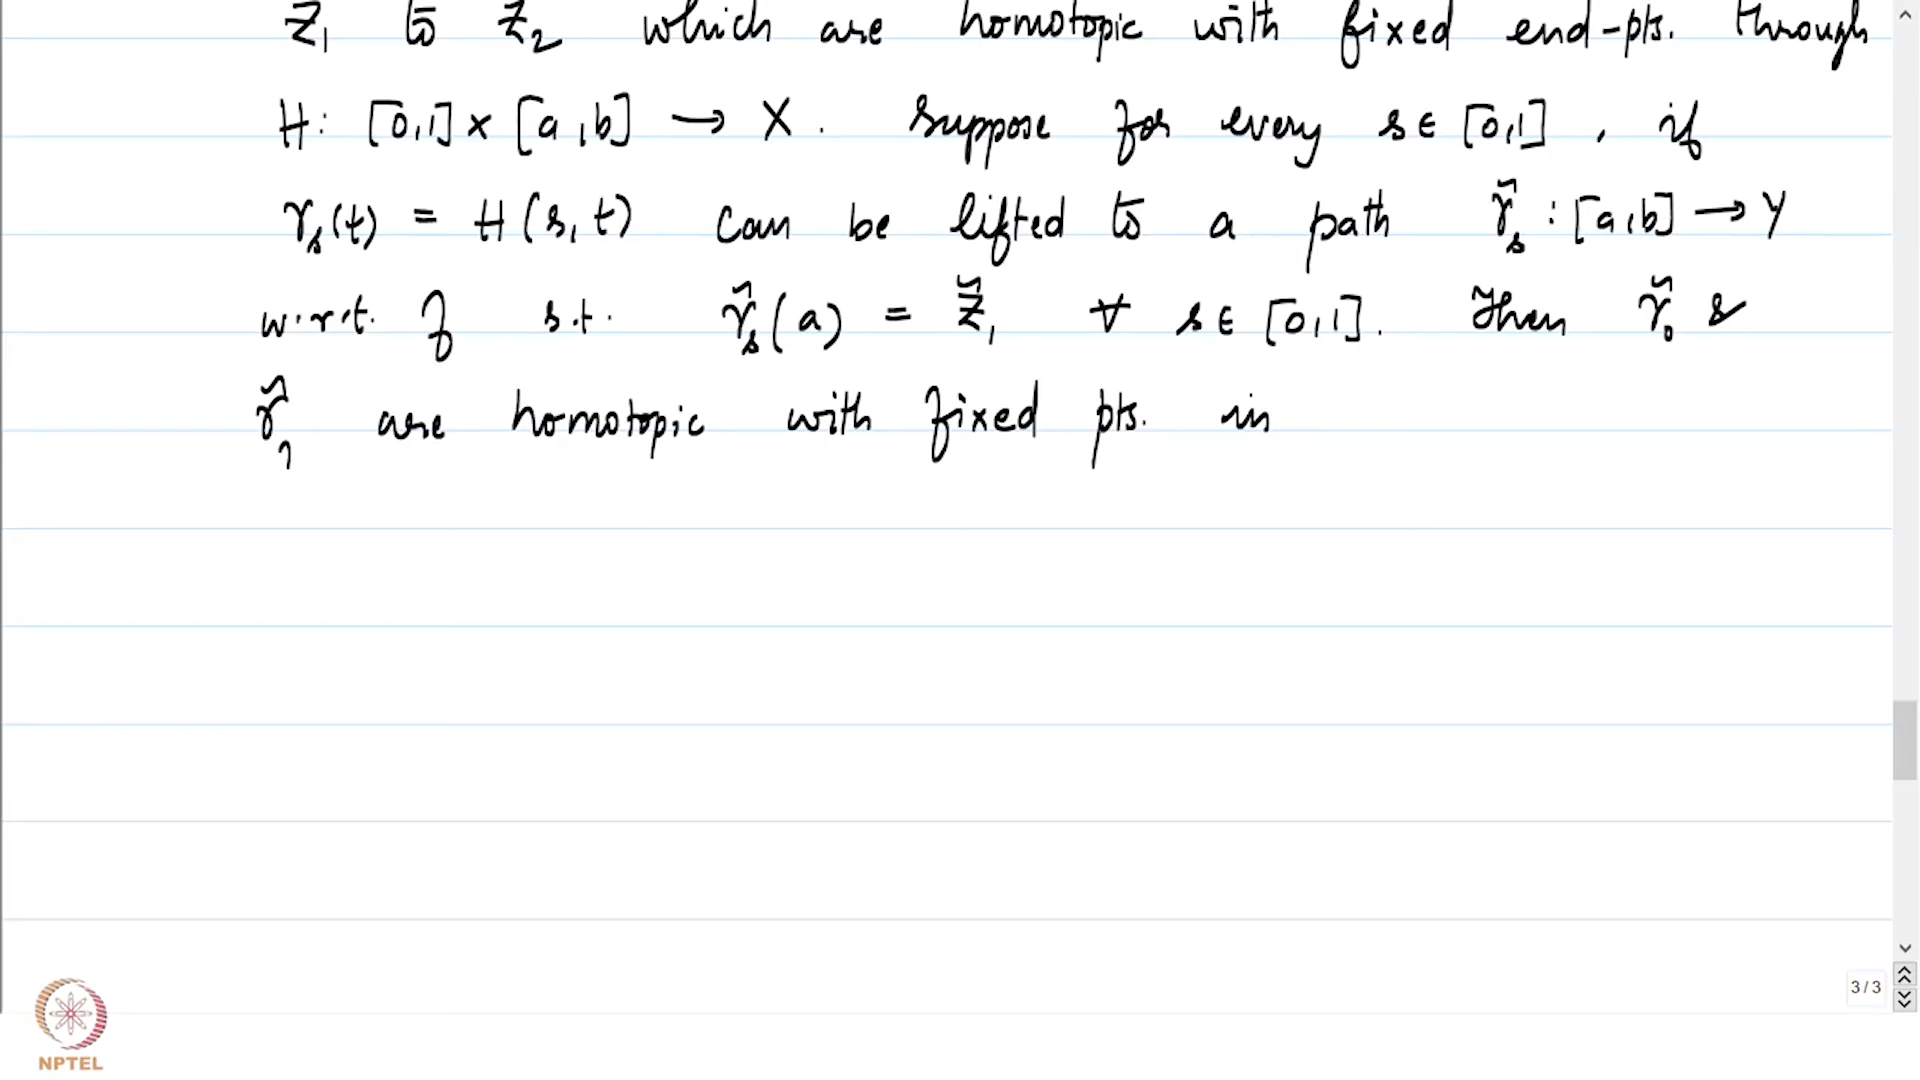 z₁ to z₂ which are homotopic with fixed end-pts. through
H: [0,1] x [a,b] → X. Suppose for every s ∈ [0,1], if
γₛ(t) = H(s,t) can be lifted to a path γ̃ₛ : [a,b] → Y
w.r.t. f s.t. γ̃ₛ(a) = z̃₁ ∀ s ∈ [0,1]. Then γ̃₀ &
γ̃₁ are homotopic with fixed pts. in
3 / 3
NPTEL